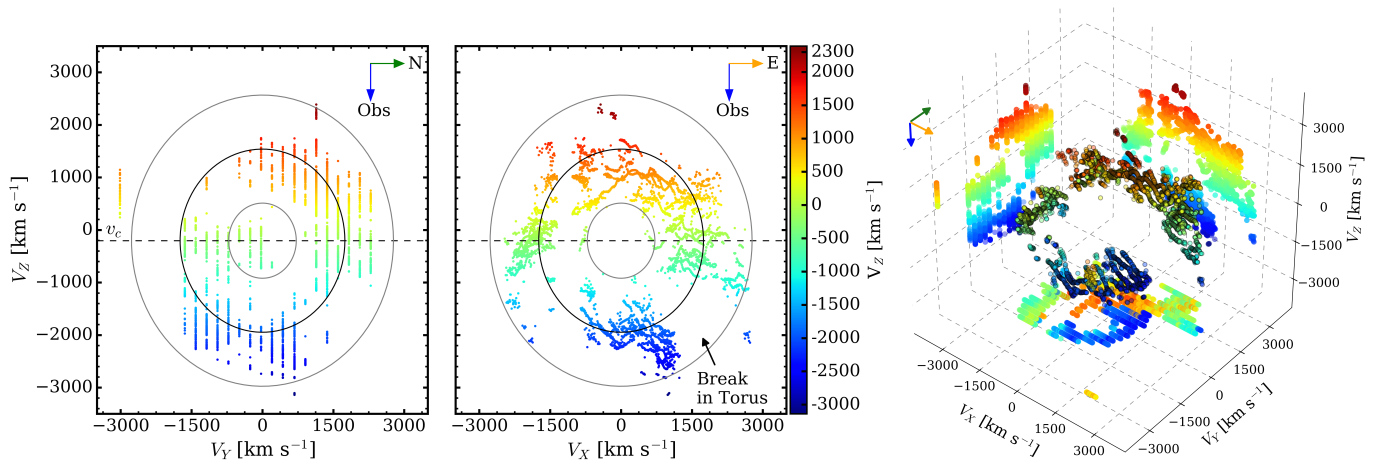 3000
2000
1000
0
−1000
−2000
−3000
V_Z [km s⁻¹]
v_c
N
Obs
−3000 −1500 0 1500 3000
V_Y [km s⁻¹]
E
Obs
Break
in Torus
−3000 −1500 0 1500 3000
V_X [km s⁻¹]
2300
2000
1500
1000
500
0
-500
-1000
-1500
-2000
-2500
-3000
V_Z [km s⁻¹]
3000
1500
0
−1500
−3000
V_Z [km s⁻¹]
−3000
−1500
0
1500
3000
V_X [km s⁻¹]
3000
1500
0
−1500
−3000
V_Y [km s⁻¹]